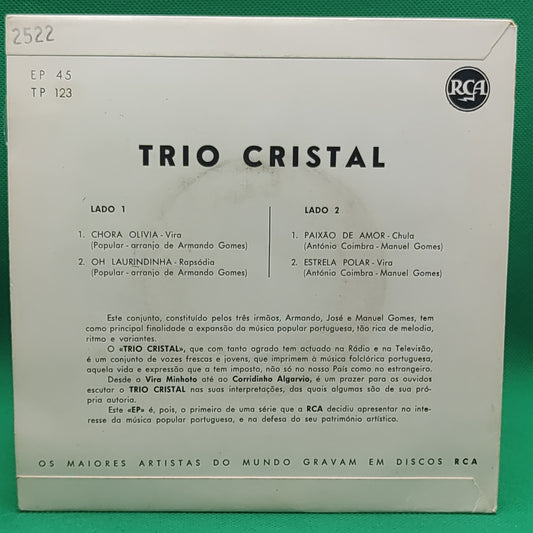 2522
EP 45
TP 123
RCA
TRIO CRISTAL
LADO 1
1. CHORA OLIVIA - Vira
(Popular - arranjo de Armando Gomes)
2. OH LAURINDINHA - Rapsódia
(Popular - arranjo de Armando Gomes)
LADO 2
1. PAIXÃO DE AMOR - Chula
(António Coimbra - Manuel Gomes)
2. ESTRELA POLAR - Vira
(António Coimbra - Manuel Gomes)
Este conjunto, constituído pelos três irmãos, Armando, José e Manuel Gomes, tem
como principal finalidade a expansão da música popular portuguesa, tão rica de melodia,
ritmo e variantes.
O «TRIO CRISTAL», que com tanto agrado tem actuado na Rádio e na Televisão,
é um conjunto de vozes frescas e jovens, que imprimem à música folclórica portuguesa,
aquela vida e expressão que a tem imposto, não só no nosso País como no estrangeiro.
Desde o Vira Minhoto até ao Corridinho Algarvio, é um prazer para os ouvidos
escutar o TRIO CRISTAL nas suas interpretações, das quais algumas são de sua pró-
pria autoria.
Este «EP» é, pois, o primeiro de uma série que a RCA decidiu apresentar no inte-
resse da música popular portuguesa, e na defesa do seu património artístico.
OS MAIORES ARTISTAS DO MUNDO GRAVAM EM DISCOS RCA